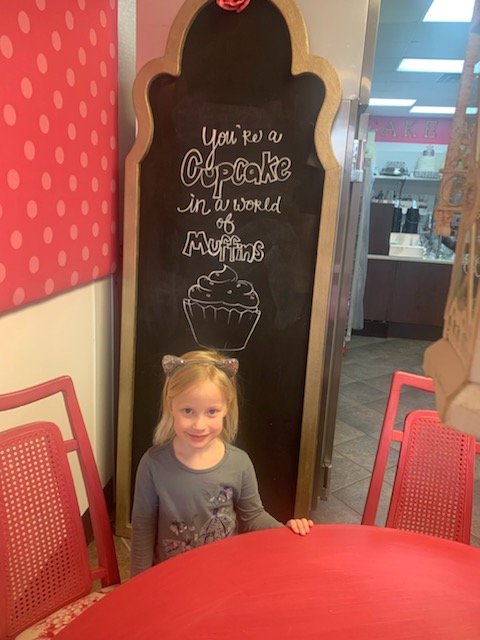 You're a
Cupcake
in a world
of
Muffins